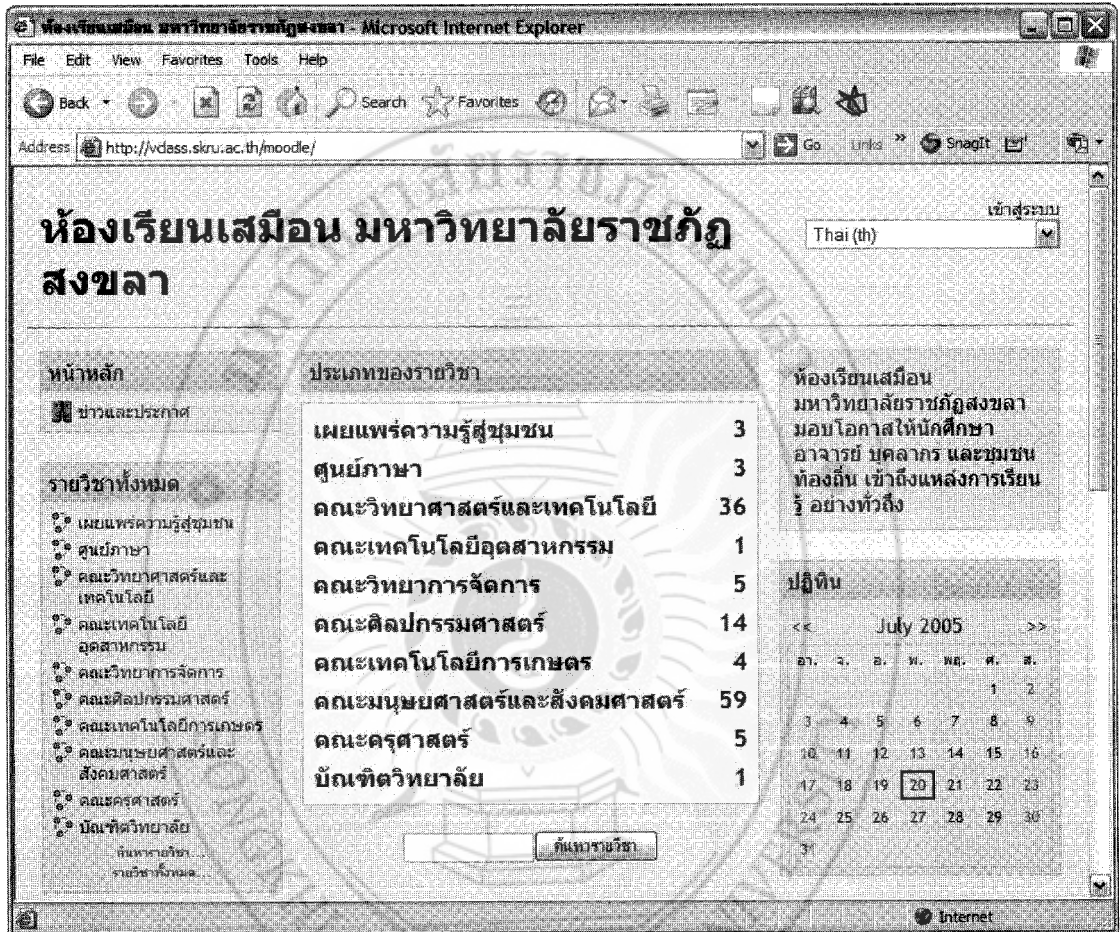 ห้องเรียนเสมือน มหาวิทยาลัยราชภัฏสงขลา - Microsoft Internet Explorer
File Edit View Favorites Tools Help
Back Search Favorites
Address http://vclass.skru.ac.th/moodle/ Go Links » SnagIt
ห้องเรียนเสมือน มหาวิทยาลัยราชภัฏ
สงขลา
เข้าสู่ระบบ
Thai (th)
หน้าหลัก
ข่าวและประกาศ
รายวิชาทั้งหมด
เผยแพร่ความรู้สู่ชุมชน
ศูนย์ภาษา
คณะวิทยาศาสตร์และ
เทคโนโลยี
คณะเทคโนโลยี
อุตสาหกรรม
คณะวิทยาการจัดการ
คณะศิลปกรรมศาสตร์
คณะเทคโนโลยีการเกษตร
คณะมนุษยศาสตร์และ
สังคมศาสตร์
คณะครุศาสตร์
บัณฑิตวิทยาลัย
ค้นหารายวิชา...
รายวิชาทั้งหมด...
ประเภทของรายวิชา
เผยแพร่ความรู้สู่ชุมชน 3
ศูนย์ภาษา 3
คณะวิทยาศาสตร์และเทคโนโลยี 36
คณะเทคโนโลยีอุตสาหกรรม 1
คณะวิทยาการจัดการ 5
คณะศิลปกรรมศาสตร์ 14
คณะเทคโนโลยีการเกษตร 4
คณะมนุษยศาสตร์และสังคมศาสตร์ 59
คณะครุศาสตร์ 5
บัณฑิตวิทยาลัย 1
ค้นหารายวิชา
ห้องเรียนเสมือน
มหาวิทยาลัยราชภัฏสงขลา
มอบโอกาสให้นักศึกษา
อาจารย์ บุคลากร และชุมชน
ท้องถิ่น เข้าถึงแหล่งการเรียน
รู้ อย่างทั่วถึง
ปฏิทิน
<< July 2005 >>
อา. จ. อ. พ. พฤ. ศ. ส.
1 2
3 4 5 6 7 8 9
10 11 12 13 14 15 16
17 18 19 20 21 22 23
24 25 26 27 28 29 30
31
Internet